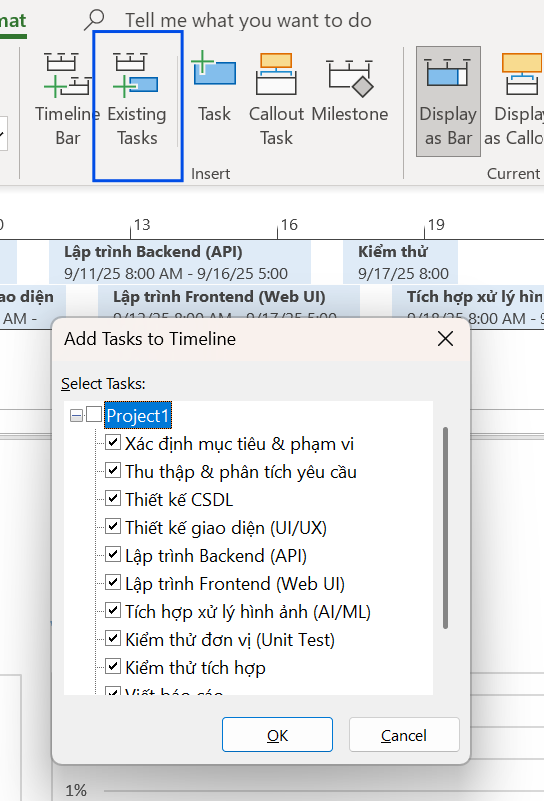 mat
Tell me what you want to do
Timeline Bar
Existing Tasks
Task
Callout Task
Milestone
Display as Bar
Display as Callo
Insert
Current
0
13
16
19
Lập trình Backend (API)
9/11/25 8:00 AM - 9/16/25 5:00
Kiểm thử
9/17/25 8:00
ao diện
AM -
Lập trình Frontend (Web UI)
9/12/25 8:00 AM - 9/17/25 5:00
Tích hợp xử lý hìn
9/18/25 8:00 AM - 9
Add Tasks to Timeline
Select Tasks:
Project1
Xác định mục tiêu & phạm vi
Thu thập & phân tích yêu cầu
Thiết kế CSDL
Thiết kế giao diện (UI/UX)
Lập trình Backend (API)
Lập trình Frontend (Web UI)
Tích hợp xử lý hình ảnh (AI/ML)
Kiểm thử đơn vị (Unit Test)
Kiểm thử tích hợp
Viết báo cáo
OK
Cancel
1%